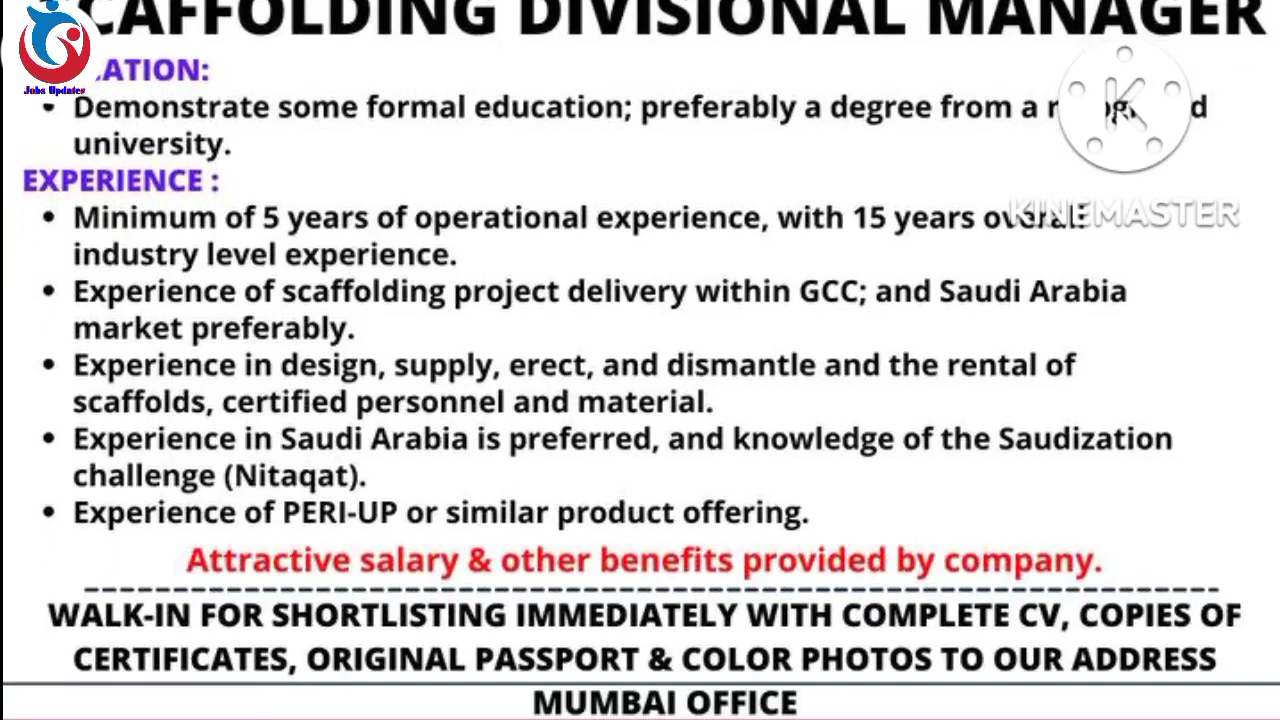 SCAFFOLDING DIVISIONAL MANAGER
Jobs Updates
• Demonstrate some formal education; preferably a degree from a
university.
EXPERIENCE :
• Minimum of 5 years of operational experience, with 15 years overall
KINEMASTER
industry level experience.
• Experience of scaffolding project delivery within GCC; and Saudi Arabia
market preferably.
• Experience in design, supply, erect, and dismantle and the rental of
scaffolds, certified personnel and material.
• Experience in Saudi Arabia is preferred, and knowledge of the Saudization
challenge (Nitaqat).
• Experience of PERI-UP or similar product offering.
Attractive salary & other benefits provided by company.
WALK-IN FOR SHORTLISTING IMMEDIATELY WITH COMPLETE CV, COPIES OF
CERTIFICATES, ORIGINAL PASSPORT & COLOR PHOTOS TO OUR ADDRESS
MUMBAI OFFICE